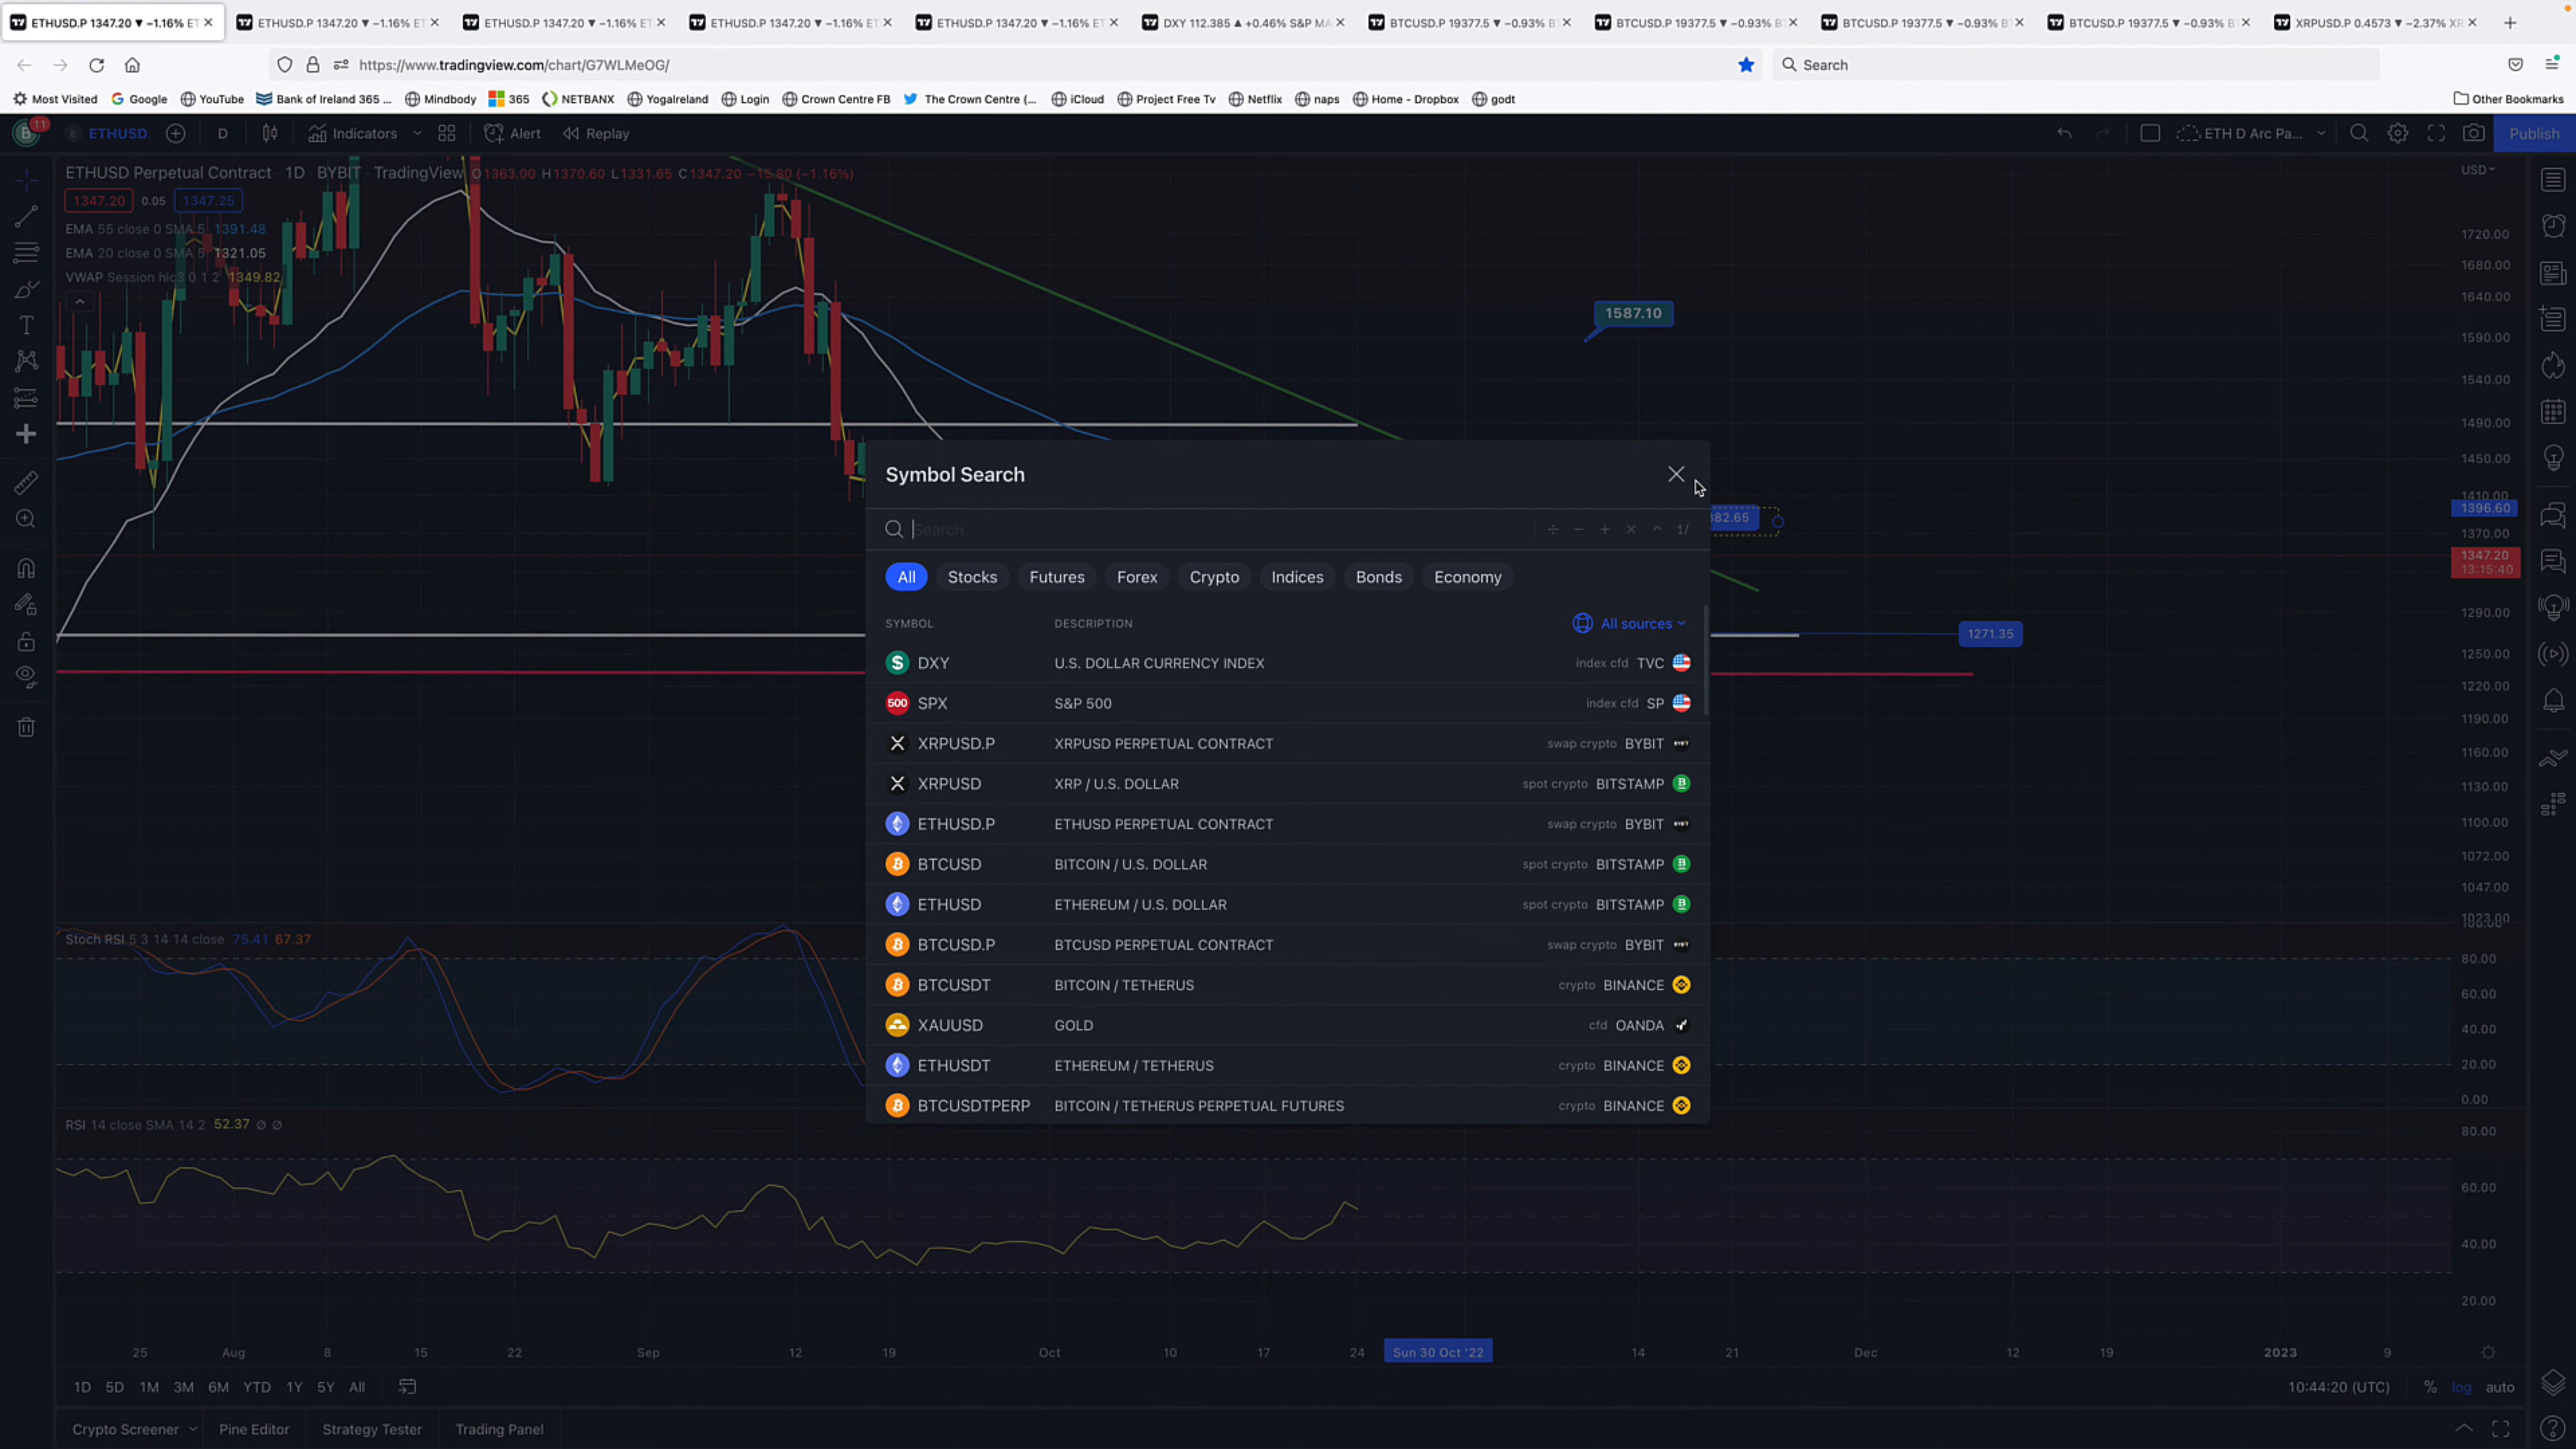 ETHUSD.P 1347.20 ▼ −1.16% ET ETHUSD.P 1347.20 ▼ −1.16% ET ETHUSD.P 1347.20 ▼ −1.16% ET ETHUSD.P 1347.20 ▼ −1.16% ET ETHUSD.P 1347.20 ▼ −1.16% ET DXY 112.385 ▲ +0.46% S&P MA BTCUSD.P 19377.5 ▼ −0.93% B BTCUSD.P 19377.5 ▼ −0.93% B BTCUSD.P 19377.5 ▼ −0.93% B BTCUSD.P 19377.5 ▼ −0.93% B XRPUSD.P 0.4573 ▼ −2.37% XR
https://www.tradingview.com/chart/G7WLMeOG/ Search
Most Visited Google YouTube Bank of Ireland 365 ... Mindbody 365 NETBANX YogaIreland Login Crown Centre FB The Crown Centre (... iCloud Project Free Tv Netflix naps Home - Dropbox godt Other Bookmarks
B 11 ETHUSD D Indicators Alert Replay ETH D Arc Pa... Publish
ETHUSD Perpetual Contract 1D BYBIT TradingView O1363.00 H1370.60 L1331.65 C1347.20 −15.80 (−1.16%) USD
1347.20 0.05 1347.25
EMA 55 close 0 SMA 5 1391.48
EMA 20 close 0 SMA 5 1321.05
VWAP Session hlc3 0 1 2 1349.82
1720.00
1680.00
1640.00
1587.10
1590.00
1540.00
1490.00
1450.00
1410.00
1396.60
382.65
1370.00
1347.20
13:15:40
1290.00
1271.35
1250.00
1220.00
1190.00
1160.00
1130.00
1100.00
1072.00
1047.00
1023.00
Symbol Search
Search 1/
All Stocks Futures Forex Crypto Indices Bonds Economy
SYMBOL DESCRIPTION All sources
DXY U.S. DOLLAR CURRENCY INDEX index cfd TVC
500 SPX S&P 500 index cfd SP
XRPUSD.P XRPUSD PERPETUAL CONTRACT swap crypto BYBIT
XRPUSD XRP / U.S. DOLLAR spot crypto BITSTAMP
ETHUSD.P ETHUSD PERPETUAL CONTRACT swap crypto BYBIT
BTCUSD BITCOIN / U.S. DOLLAR spot crypto BITSTAMP
ETHUSD ETHEREUM / U.S. DOLLAR spot crypto BITSTAMP
BTCUSD.P BTCUSD PERPETUAL CONTRACT swap crypto BYBIT
BTCUSDT BITCOIN / TETHERUS crypto BINANCE
XAUUSD GOLD cfd OANDA
ETHUSDT ETHEREUM / TETHERUS crypto BINANCE
BTCUSDTPERP BITCOIN / TETHERUS PERPETUAL FUTURES crypto BINANCE
Stoch RSI 5 3 14 14 close 75.41 67.37
80.00
60.00
40.00
20.00
0.00
RSI 14 close SMA 14 2 52.37 ∅ ∅
80.00
60.00
40.00
20.00
25 Aug 8 15 22 Sep 12 19 Oct 10 17 24 Sun 30 Oct '22 14 21 Dec 12 19 2023 9
1D 5D 1M 3M 6M YTD 1Y 5Y All 10:44:20 (UTC) % log auto
Crypto Screener Pine Editor Strategy Tester Trading Panel